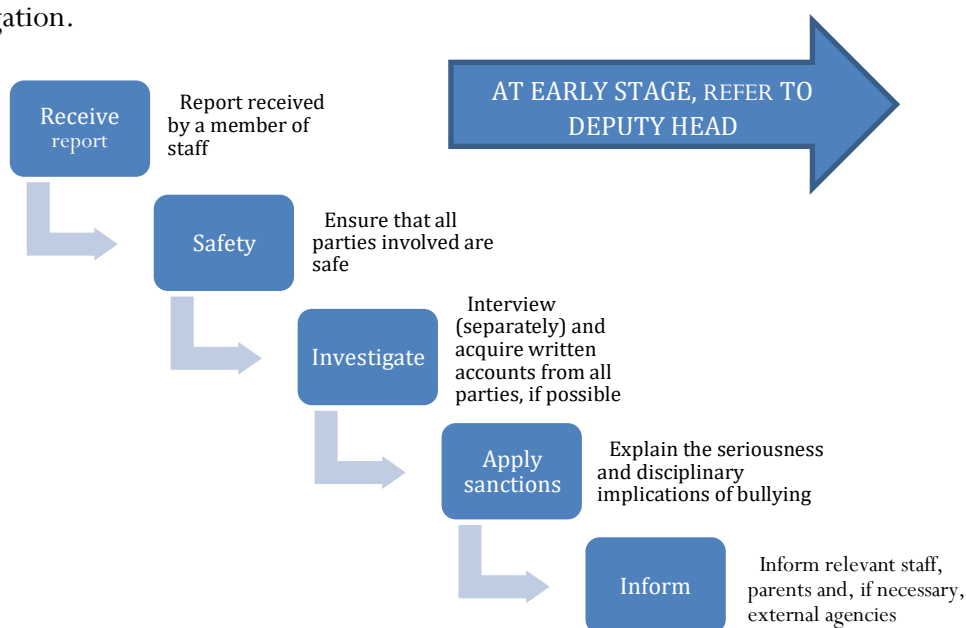 gation.
AT EARLY STAGE, REFER TO
DEPUTY HEAD
Receive
report
Report received
by a member of
staff
Safety
Ensure that all
parties involved are
safe
Investigate
Interview
(separately) and
acquire written
accounts from all
parties, if possible
Apply
sanctions
Explain the seriousness
and disciplinary
implications of bullying
Inform
Inform relevant staff,
parents and, if necessary,
external agencies